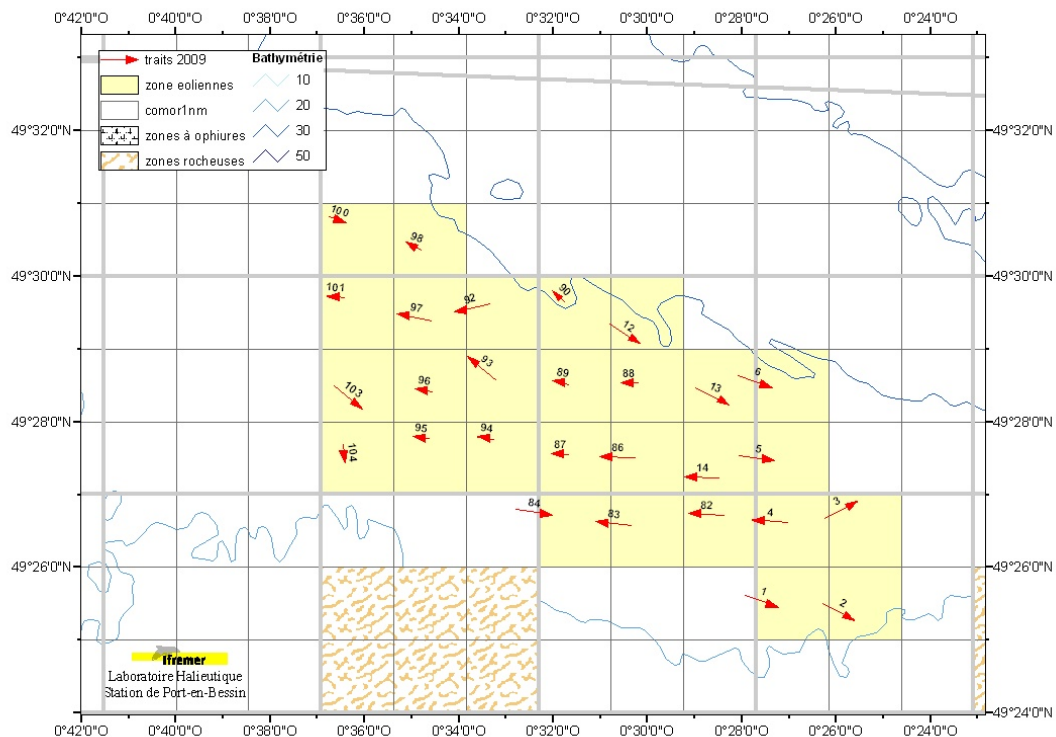 0°42'0"O 0°40'0"O 0°38'0"O 0°36'0"O 0°34'0"O 0°32'0"O 0°30'0"O 0°28'0"O 0°26'0"O 0°24'0"O
traits 2009
zone eoliennes
comor1nm
zones à ophiures
zones rocheuses
Bathymétrie
10
20
30
50
49°32'0"N 49°32'0"N
100
98
49°30'0"N 49°30'0"N
101
97
92
90
12
103
96
93
89
88
13
6
49°28'0"N 49°28'0"N
104
95
94
87
86
14
5
84
83
82
4
3
49°26'0"N 49°26'0"N
1
2
Ifremer
Laboratoire Halieutique
Station de Port-en-Bessin
49°24'0"N 49°24'0"N
0°42'0"O 0°40'0"O 0°38'0"O 0°36'0"O 0°34'0"O 0°32'0"O 0°30'0"O 0°28'0"O 0°26'0"O 0°24'0"O